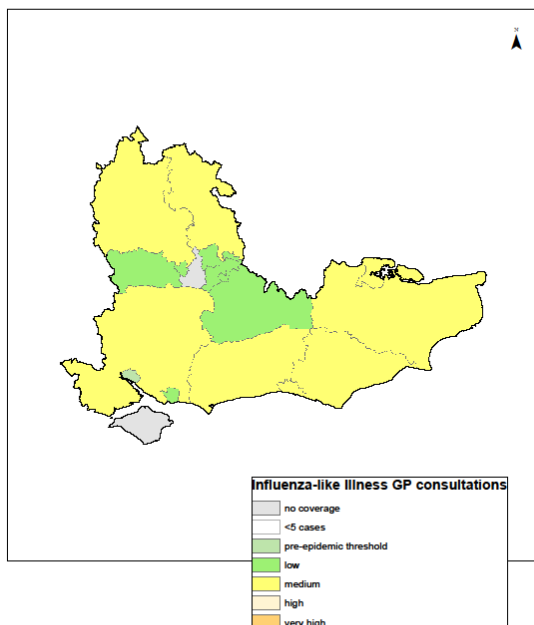 N
Influenza-like Illness GP consultations
no coverage
<5 cases
pre-epidemic threshold
low
medium
high
very high